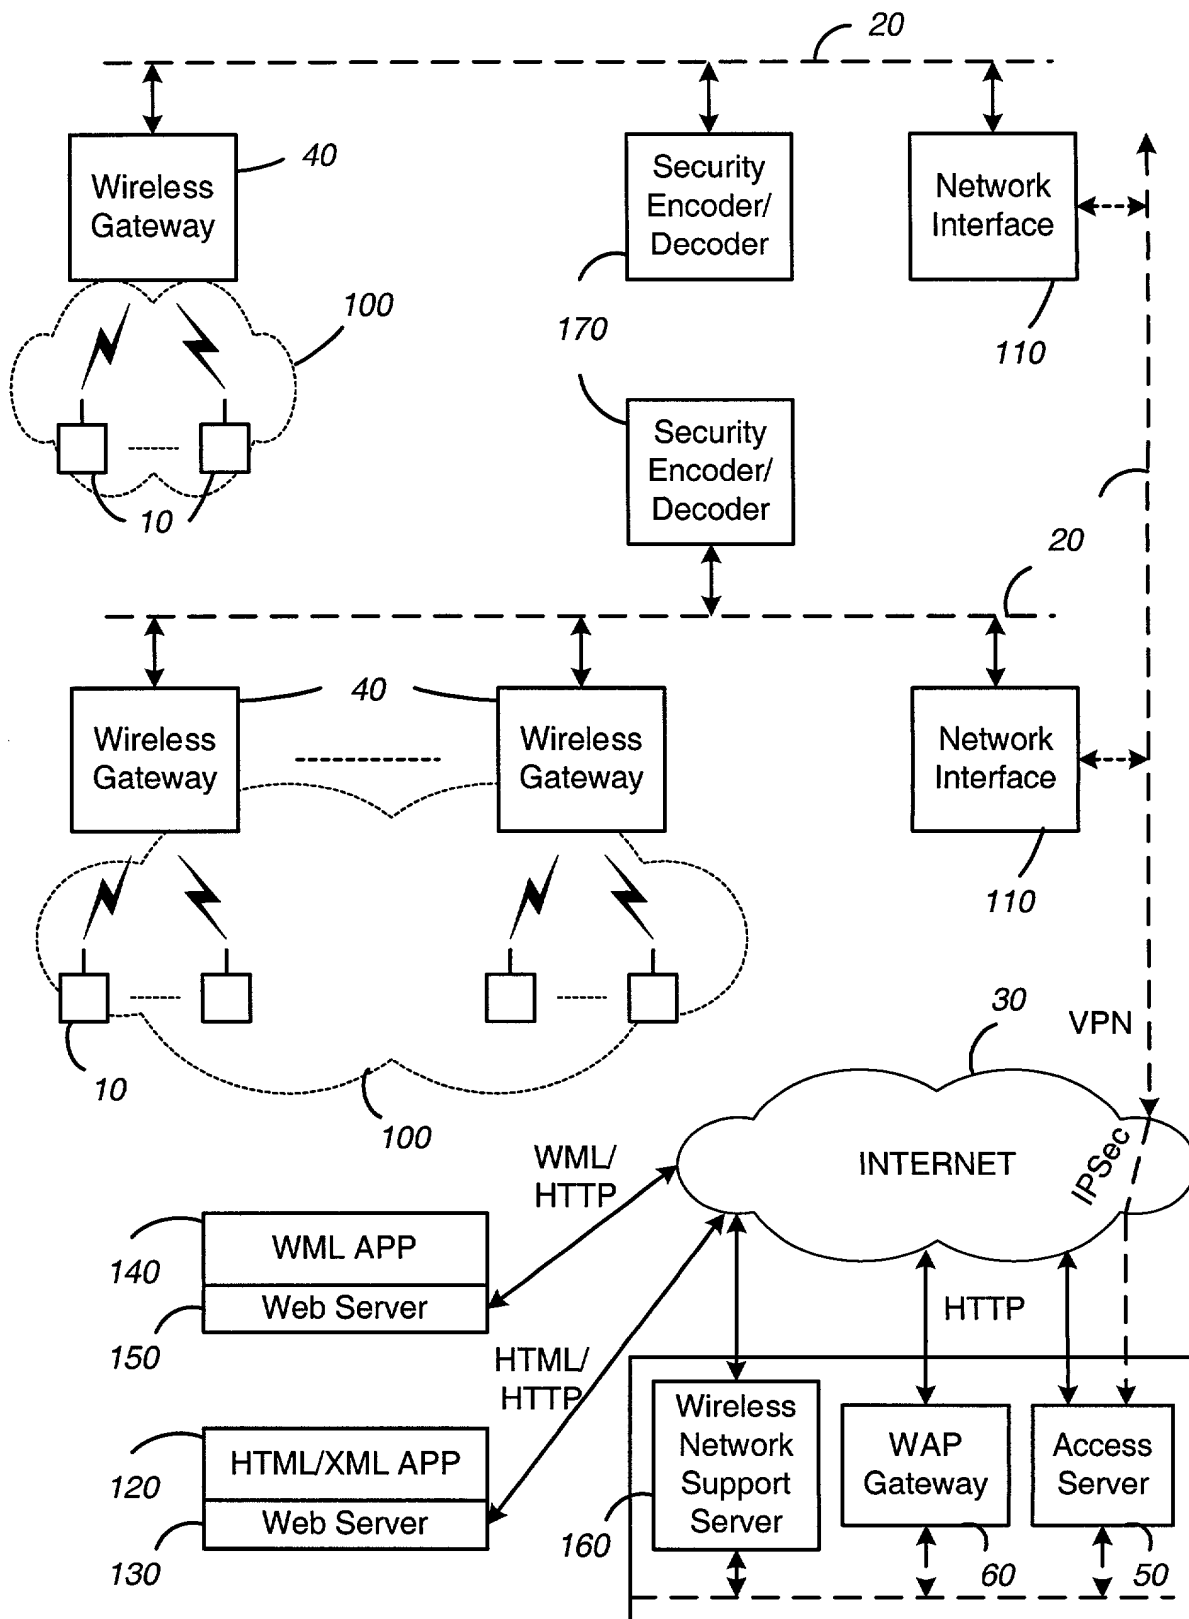 20
Wireless
Gateway
40
Security
Encoder/
Decoder
Network
Interface
100
170
110
10
Security
Encoder/
Decoder
20
40
Wireless
Gateway
Wireless
Gateway
Network
Interface
110
10
100
30
VPN
INTERNET
IPSec
WML/
HTTP
140
WML APP
150
Web Server
HTML/
HTTP
HTTP
120
HTML/XML APP
130
Web Server
Wireless
Network
Support
Server
160
WAP
Gateway
60
Access
Server
50